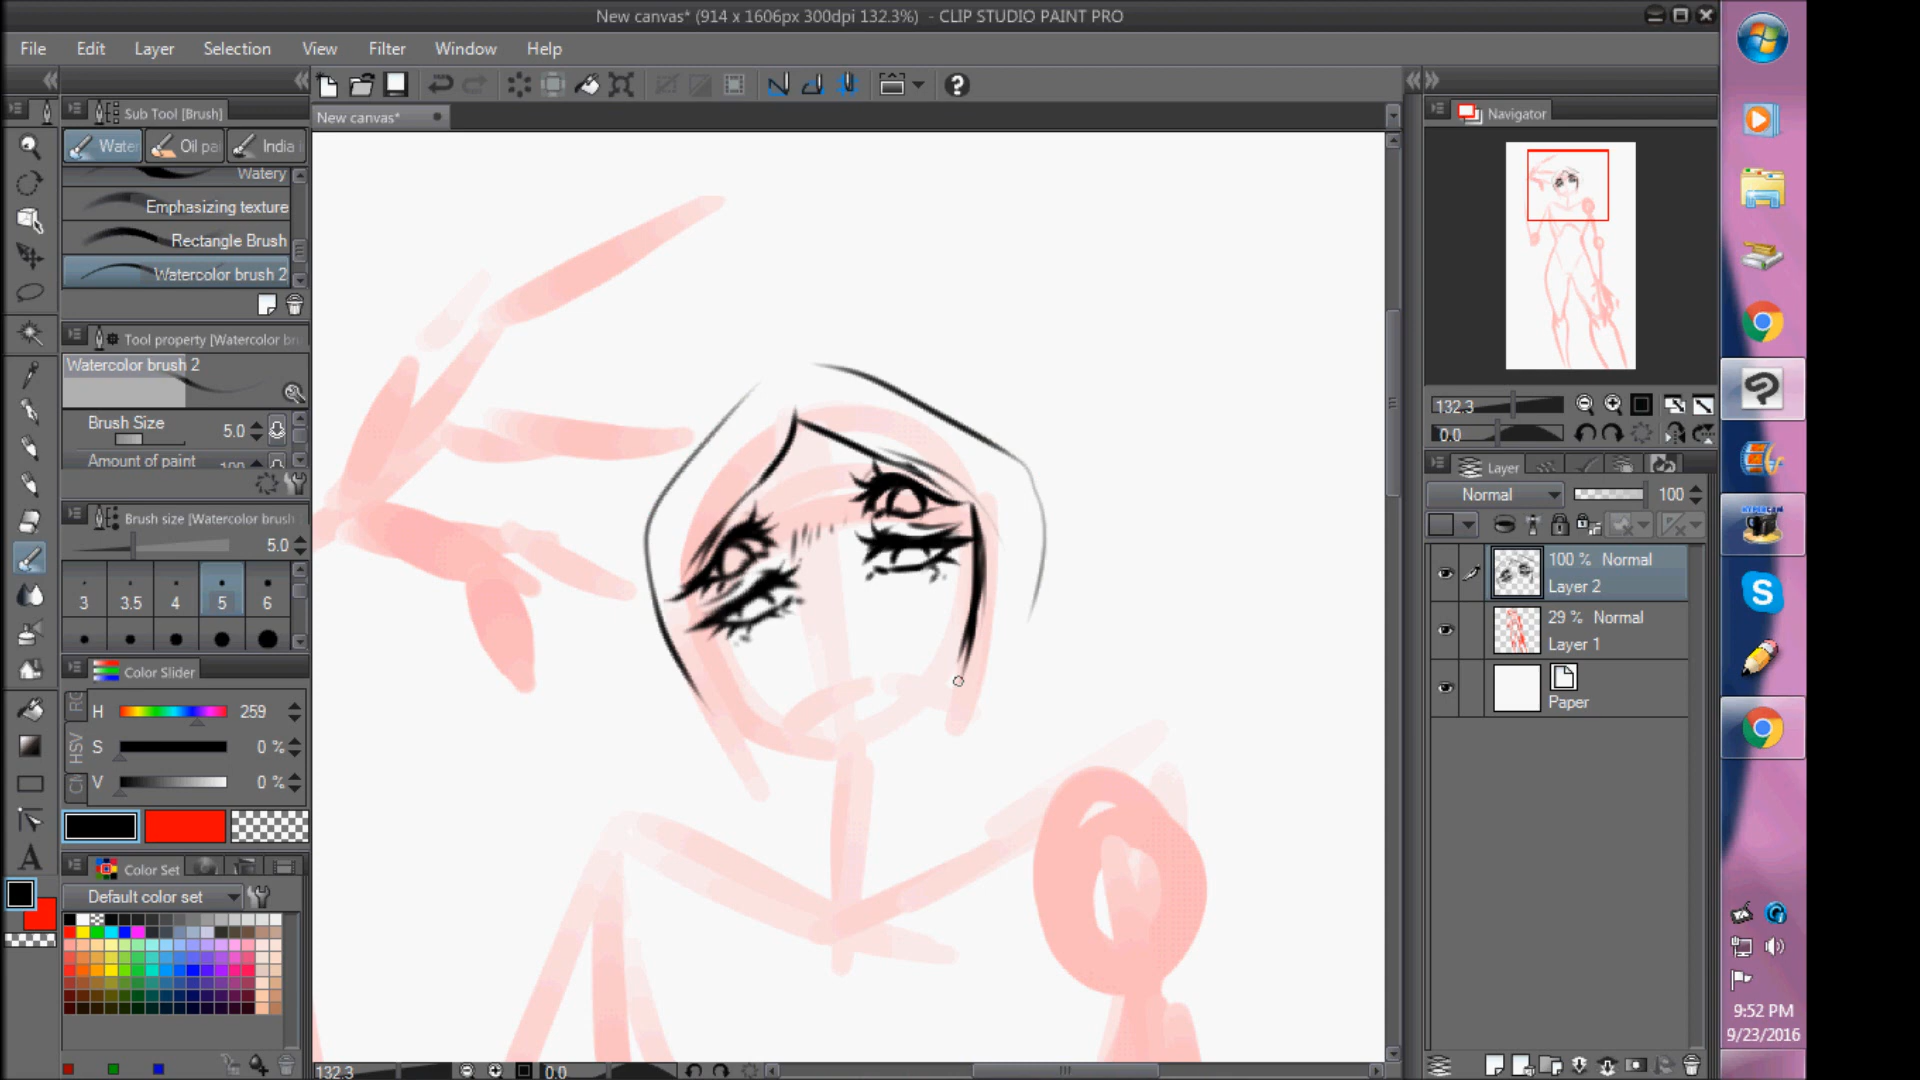 New canvas* (914 x 1606px 300dpi 132.3%) - CLIP STUDIO PAINT PRO
File Edit Layer Selection View Filter Window Help
Sub Tool [Brush]
Water Oil pa India i
Watery
Emphasizing texture
Rectangle Brush
Watercolor brush 2
Tool property [Watercolor bru
Watercolor brush 2
Brush Size 5.0
Amount of paint 100
Brush size [Watercolor brush
5.0
3 3.5 4 5 6
Color Slider
H 259
HSV
S 0 %
V 0 %
Color Set
Default color set
New canvas*
132.3 0.0
Navigator
132.3
0.0
Layer
Normal 100
100 % Normal
Layer 2
29 % Normal
Layer 1
Paper
HYPERCAM
9:52 PM
9/23/2016